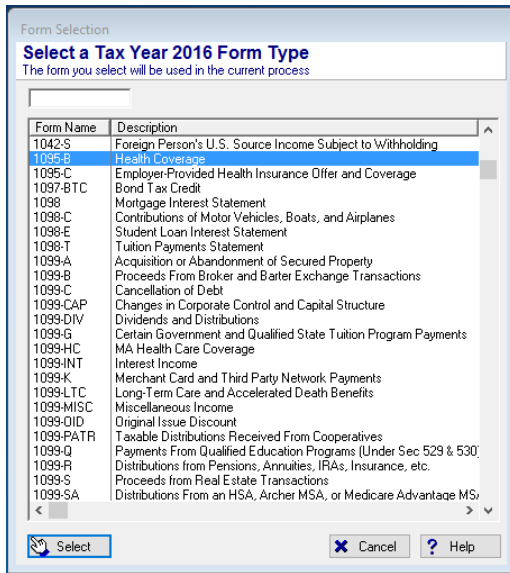 Form Selection
Select a Tax Year 2016 Form Type
The form you select will be used in the current process
Form Name Description
1042-S Foreign Person's U.S. Source Income Subject to Withholding
1095-B Health Coverage
1095-C Employer-Provided Health Insurance Offer and Coverage
1097-BTC Bond Tax Credit
1098 Mortgage Interest Statement
1098-C Contributions of Motor Vehicles, Boats, and Airplanes
1098-E Student Loan Interest Statement
1098-T Tuition Payments Statement
1099-A Acquisition or Abandonment of Secured Property
1099-B Proceeds From Broker and Barter Exchange Transactions
1099-C Cancellation of Debt
1099-CAP Changes in Corporate Control and Capital Structure
1099-DIV Dividends and Distributions
1099-G Certain Government and Qualified State Tuition Program Payments
1099-HC MA Health Care Coverage
1099-INT Interest Income
1099-K Merchant Card and Third Party Network Payments
1099-LTC Long-Term Care and Accelerated Death Benefits
1099-MISC Miscellaneous Income
1099-OID Original Issue Discount
1099-PATR Taxable Distributions Received From Cooperatives
1099-Q Payments From Qualified Education Programs (Under Sec 529 & 530)
1099-R Distributions from Pensions, Annuities, IRAs, Insurance, etc.
1099-S Proceeds from Real Estate Transactions
1099-SA Distributions From an HSA, Archer MSA, or Medicare Advantage MSA
Select Cancel Help